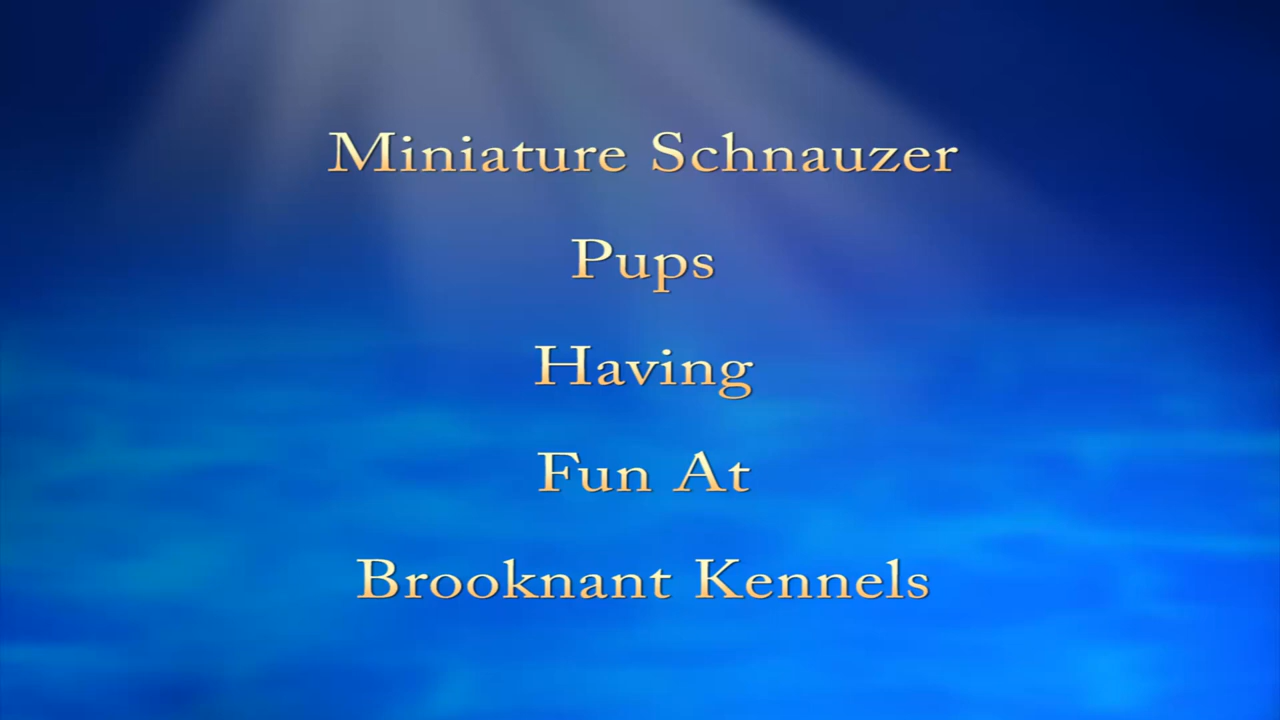 Miniature Schnauzer
Pups
Having
Fun At
Brooknant Kennels